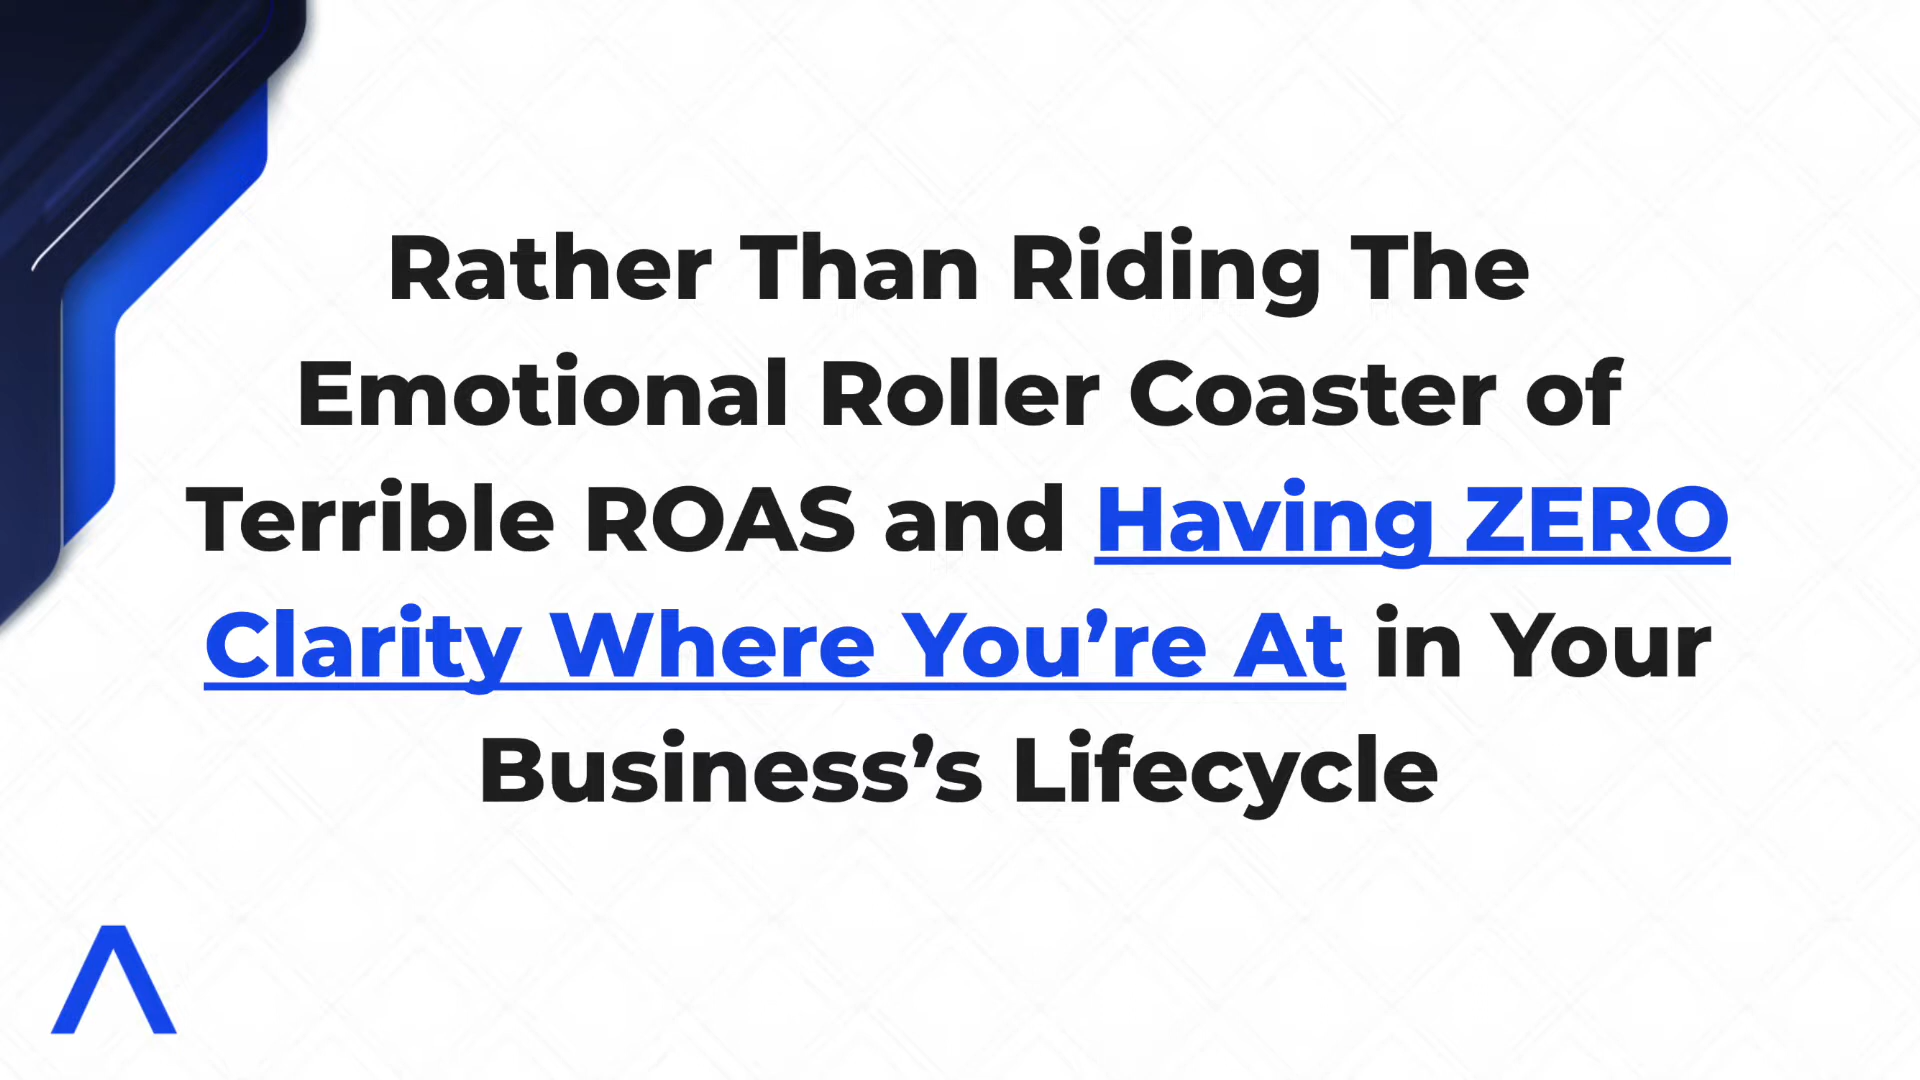 Rather Than Riding The
Emotional Roller Coaster of
Terrible ROAS and Having ZERO
Clarity Where You’re At in Your
Business’s Lifecycle